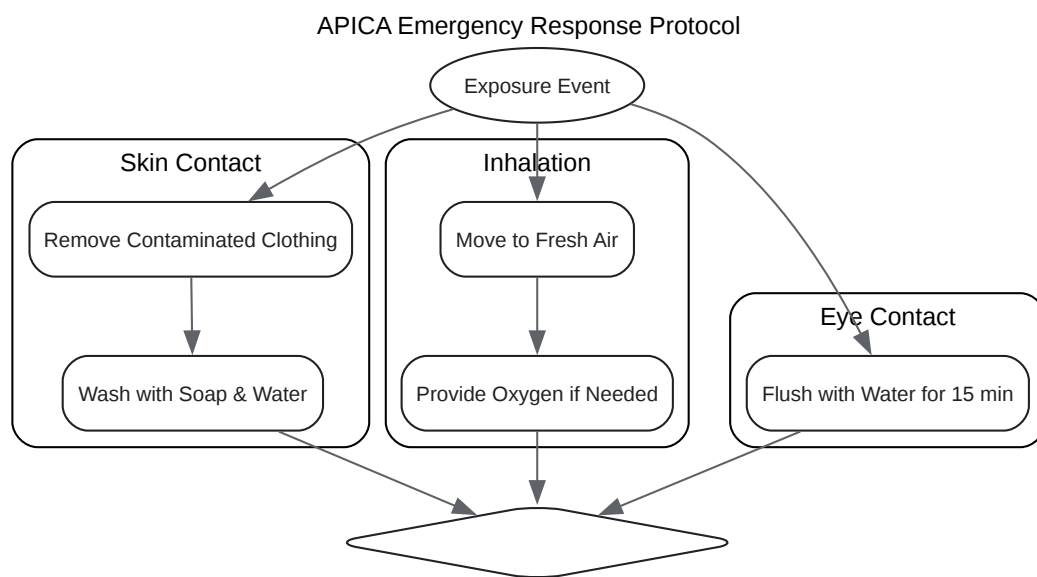 APICA Emergency Response Protocol
Exposure Event
Skin Contact
Remove Contaminated Clothing
Wash with Soap & Water
Inhalation
Move to Fresh Air
Provide Oxygen if Needed
Eye Contact
Flush with Water for 15 min